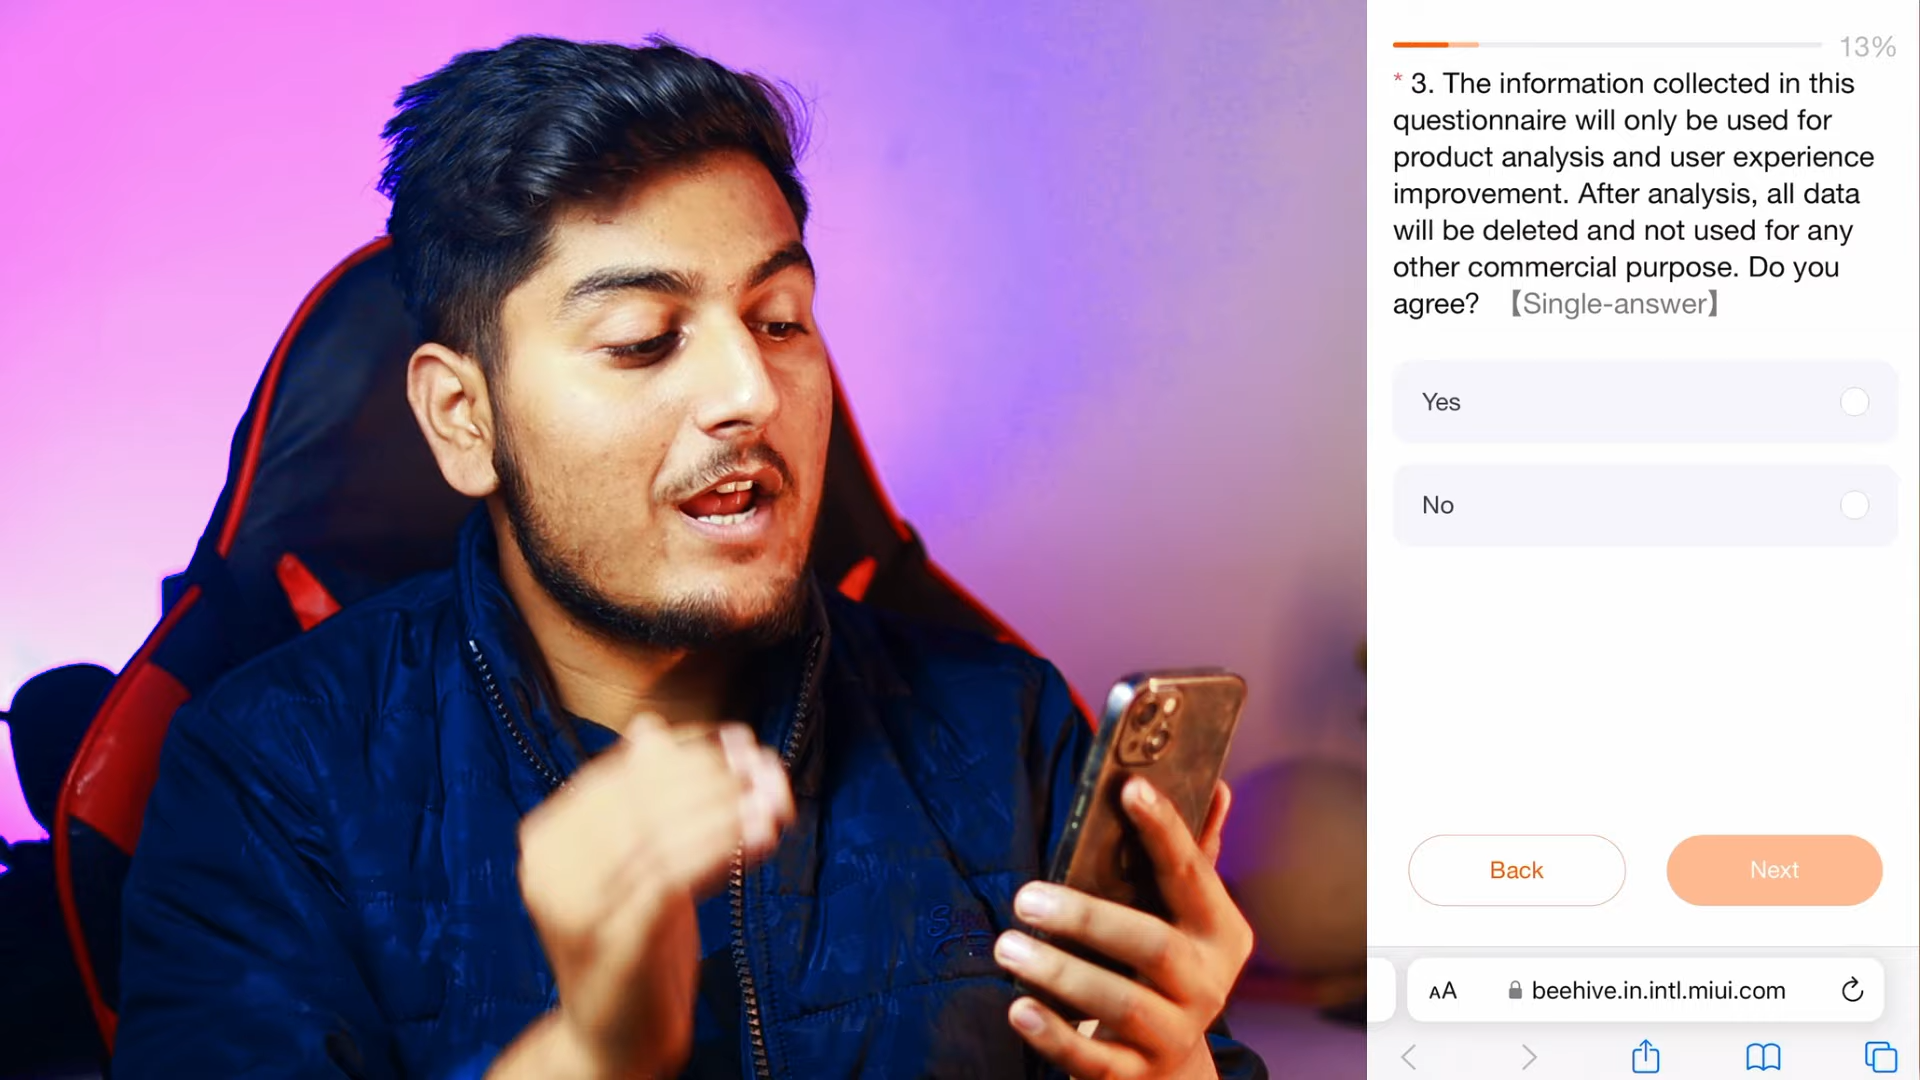 13%
* 3. The information collected in this
questionnaire will only be used for
product analysis and user experience
improvement. After analysis, all data
will be deleted and not used for any
other commercial purpose. Do you
agree? 【Single-answer】
Yes
No
Back
Next
AA
beehive.in.intl.miui.com